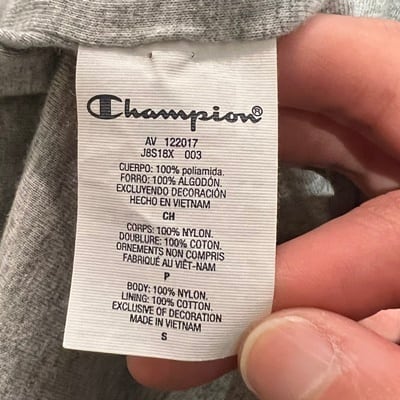 Champion®
AV 122017
J8S18X 003
CUERPO: 100% poliamida.
FORRO: 100% ALGODÓN.
EXCLUYENDO DECORACIÓN
HECHO EN VIETNAM
CH
CORPS: 100% NYLON.
DOUBLURE: 100% COTON.
ORNEMENTS NON COMPRIS
FABRIQUÉ AU VIÊT-NAM
P
BODY: 100% NYLON.
LINING: 100% COTTON.
EXCLUSIVE OF DECORATION
MADE IN VIETNAM
S